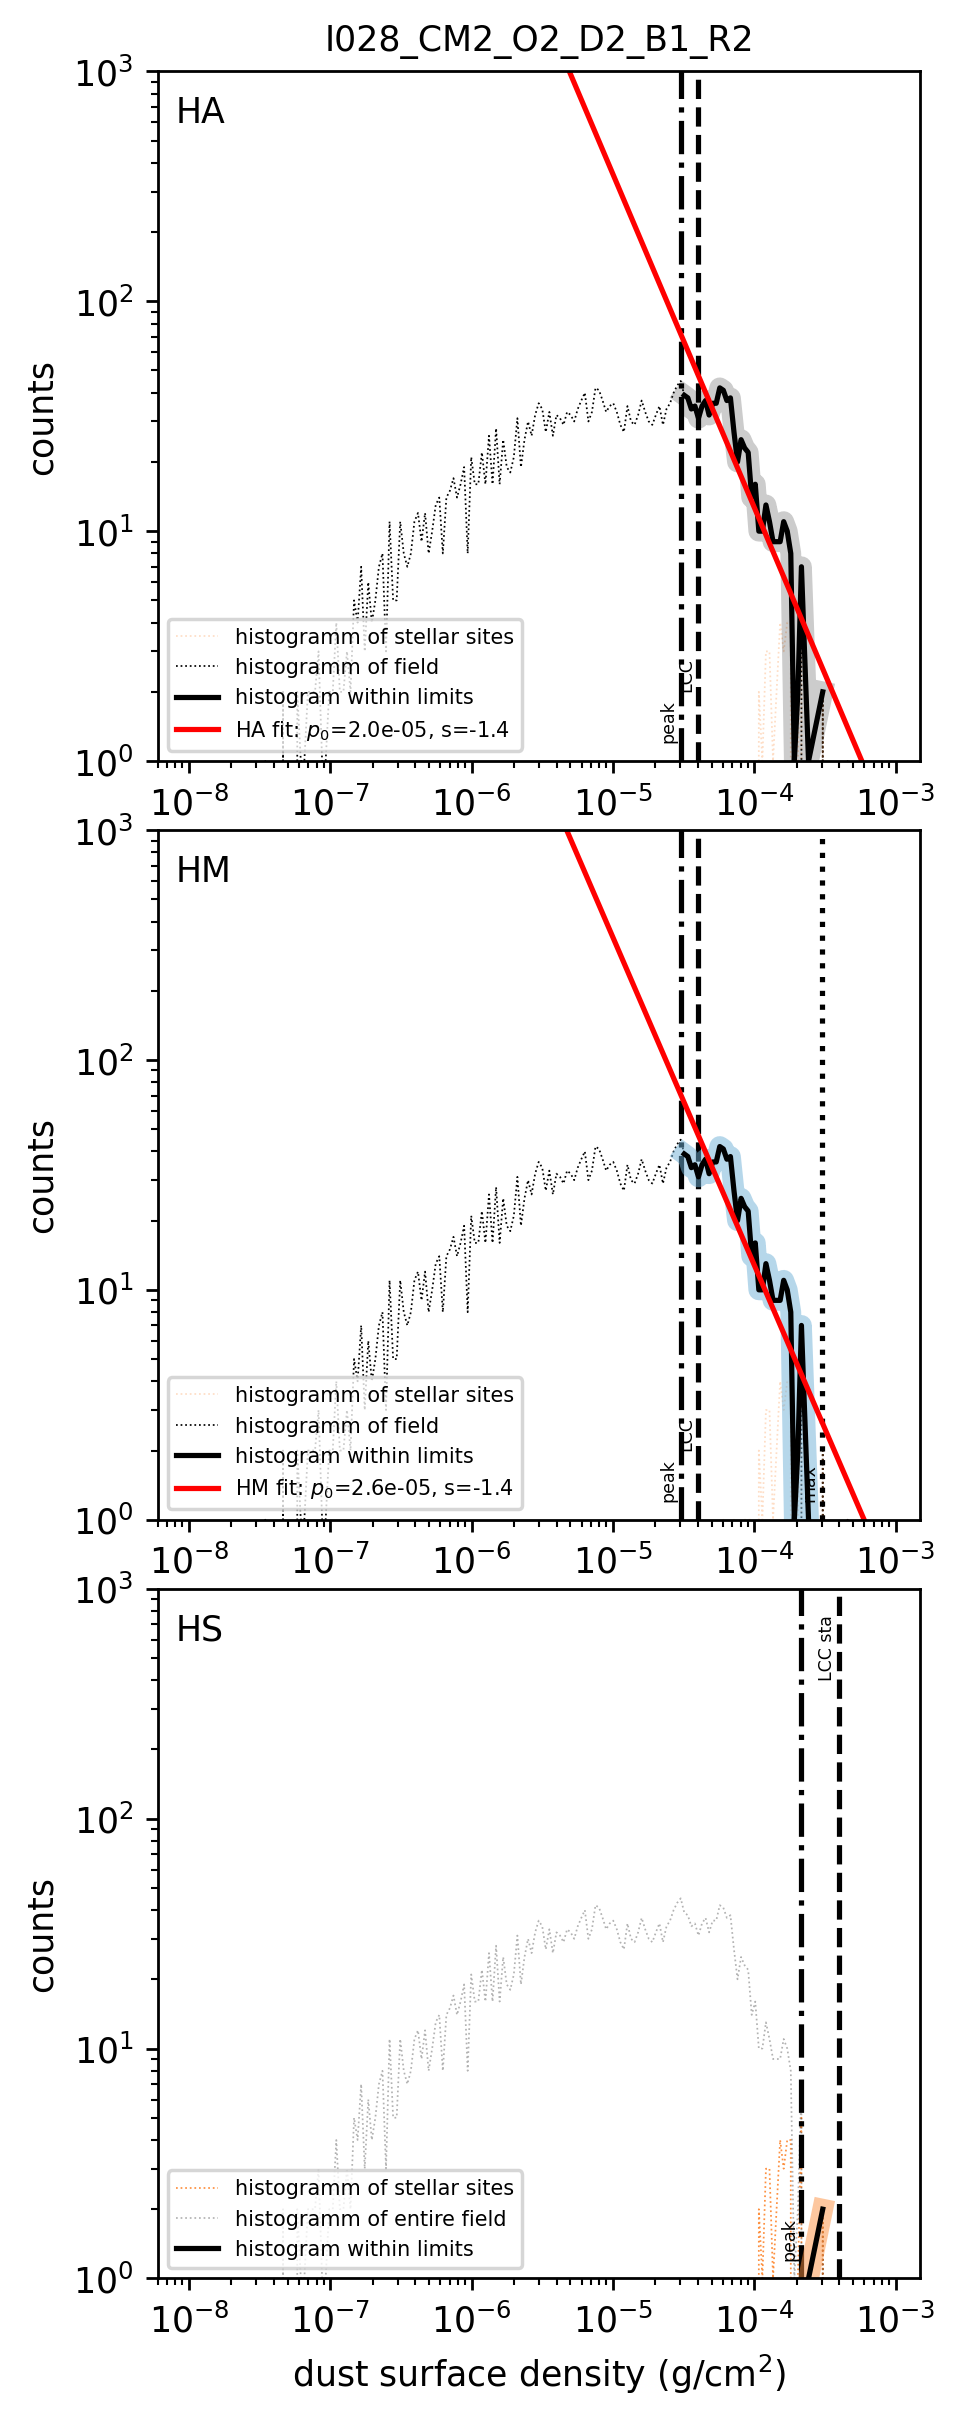 I028_CM2_O2_D2_B1_R2
10³
HA
10²
counts
10¹
10⁰
LCC
peak
histogramm of stellar sites
histogramm of field
histogram within limits
HA fit: p₀=2.0e-05, s=-1.4
10⁻⁸ 10⁻⁷ 10⁻⁶ 10⁻⁵ 10⁻⁴ 10⁻³
10³
HM
10²
counts
10¹
10⁰
LCC
peak
max
histogramm of stellar sites
histogramm of field
histogram within limits
HM fit: p₀=2.6e-05, s=-1.4
10⁻⁸ 10⁻⁷ 10⁻⁶ 10⁻⁵ 10⁻⁴ 10⁻³
10³
HS
LCC sta
10²
counts
10¹
10⁰
peak
histogramm of stellar sites
histogramm of entire field
histogram within limits
10⁻⁸ 10⁻⁷ 10⁻⁶ 10⁻⁵ 10⁻⁴ 10⁻³
dust surface density (g/cm²)